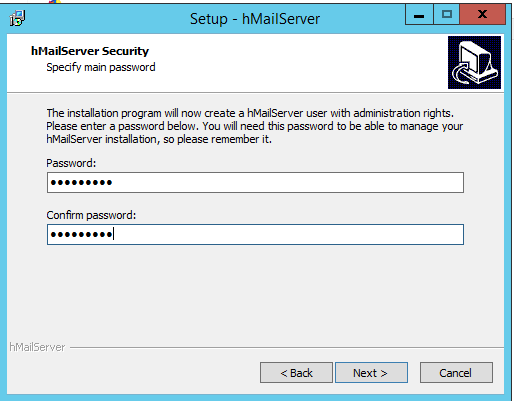 Setup - hMailServer
hMailServer Security
Specify main password
The installation program will now create a hMailServer user with administration rights.
Please enter a password below. You will need this password to be able to manage your
hMailServer installation, so please remember it.
Password:
●●●●●●●●●
Confirm password:
●●●●●●●●●
hMailServer
< Back
Next >
Cancel